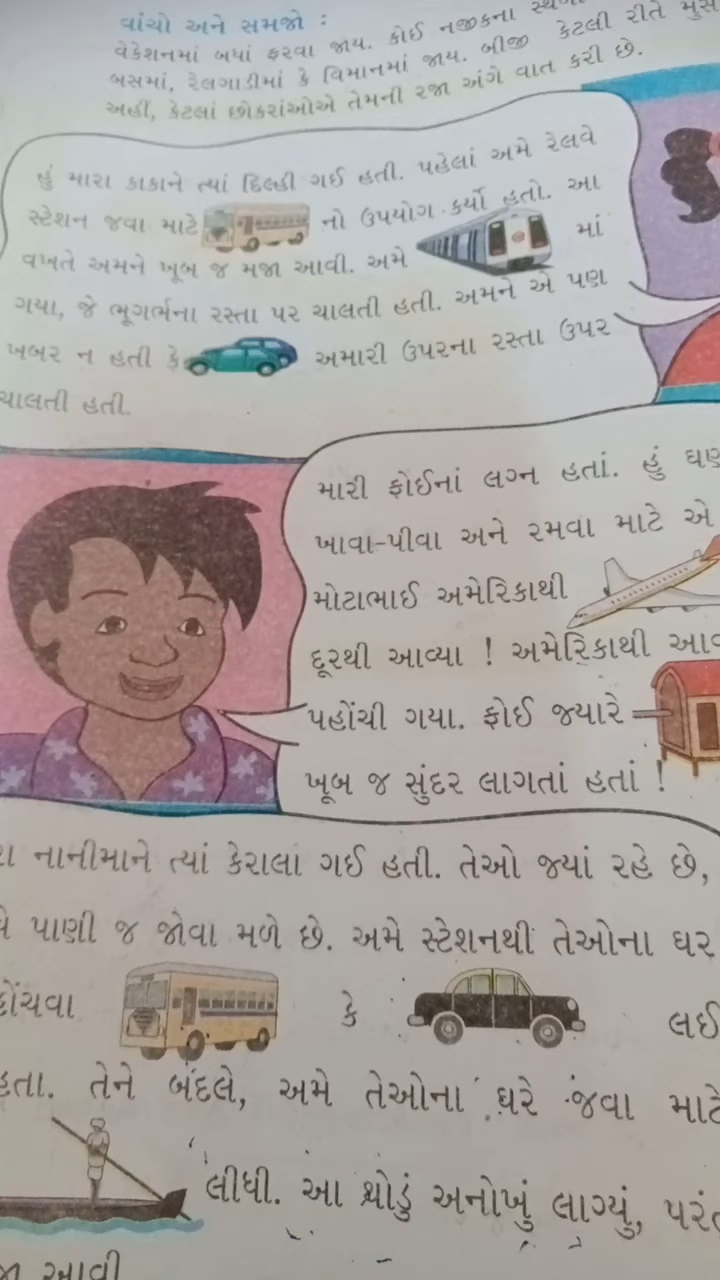 વાંચો અને સમજો :
વેકેશનમાં બધાં ફરવા જાય. કોઈ નજીકના
બસમાં, રેલગાડીમાં કે વિમાનમાં જાય. બીજી કેટલી રીતે
અહીં, કેટલાં છોકરાંઓએ તેમની રજા અંગે વાત કરી છે.
હું મારા કાકાને ત્યાં દિલ્હી ગઈ હતી. પહેલાં અમે રેલવે
સ્ટેશન જવા માટે નો ઉપયોગ કર્યો હતો. આ
વખતે અમને ખૂબ જ મજા આવી. અમે માં
ગયા, જે ભૂગર્ભના રસ્તા પર ચાલતી હતી. અમને એ પણ
ખબર ન હતી કે અમારી ઉપરના રસ્તા ઉપર
ચાલતી હતી.
મારી ફોઈનાં લગ્ન હતાં. હું
ખાવા-પીવા અને રમવા માટે એ
મોટાભાઈ અમેરિકાથી
દૂરથી આવ્યા ! અમેરિકાથી
પહોંચી ગયા. ફોઈ જ્યારે
ખૂબ જ સુંદર લાગતાં હતાં !
નાનીમાને ત્યાં કેરાલા ગઈ હતી. તેઓ જ્યાં રહે છે,
પાણી જ જોવા મળે છે. અમે સ્ટેશનથી તેઓના ઘર
કે લઈ
હતા. તેને બદલે, અમે તેઓના ઘરે જવા માટે
લીધી. આ થોડું અનોખું લાગ્યું,
આવી